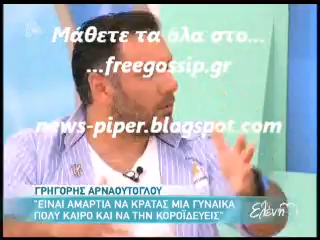 Μάθετε τα όλα στο...
...freegossip.gr
news-piper.blogspot.com
ΓΡΗΓΟΡΗΣ ΑΡΝΑΟΥΤΟΓΛΟΥ
"ΕΙΝΑΙ ΑΜΑΡΤΙΑ ΝΑ ΚΡΑΤΑΣ ΜΙΑ ΓΥΝΑΙΚΑ
ΠΟΛΥ ΚΑΙΡΟ ΚΑΙ ΝΑ ΤΗΝ ΚΟΡΟΪΔΕΥΕΙΣ"
Ελένη